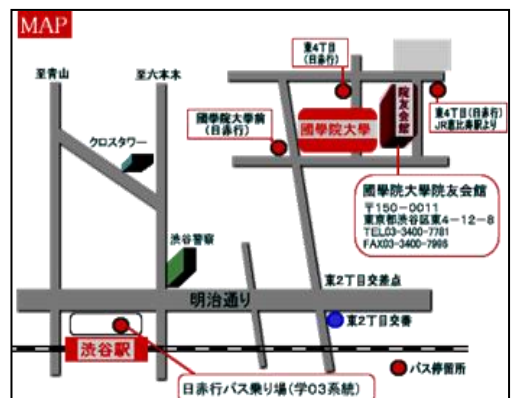 MAP
至青山
至六本木
東4丁目
(日赤行)
國學院大學前
(日赤行)
國學院大學
院友会館
東4丁目(日赤行)
JR恵比寿駅より
クロスタワー
國學院大學院友会館
〒150-0011
東京都渋谷区東4-12-8
TEL03-3400-7781
FAX03-3400-7996
渋谷警察
東2丁目交差点
明治通り
東2丁目交番
渋谷駅
バス停留所
日赤行バス乗り場(学03系統)